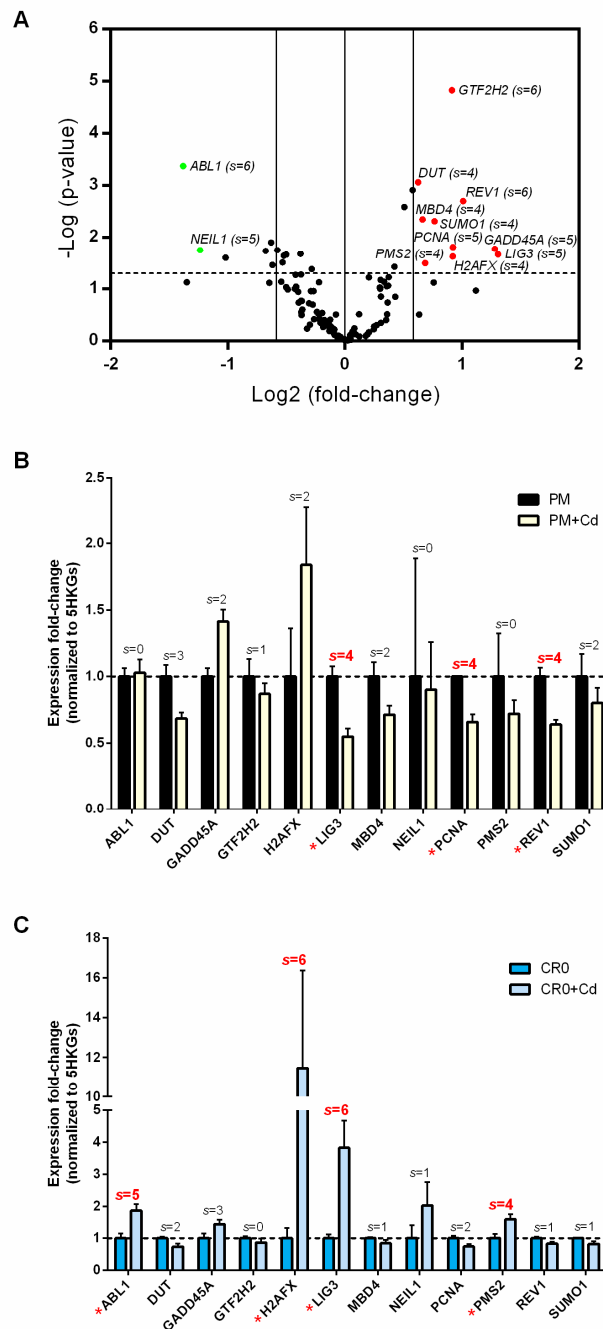 A
6
5
4
3
2
1
0
-Log (p-value)
GTF2H2 (s=6)
ABL1 (s=6)
DUT (s=4)
REV1 (s=6)
MBD4 (s=4)
SUMO1 (s=4)
NEIL1 (s=5)
PCNA (s=5)
GADD45A (s=5)
PMS2 (s=4)
LIG3 (s=5)
H2AFX (s=4)
-2 -1 0 1 2
Log2 (fold-change)
B
Expression fold-change
(normalized to 5HKGs)
2.5
2.0
1.5
1.0
0.5
0.0
PM
PM+Cd
s=0 s=3 s=2 s=1 s=2 s=4 s=2 s=0 s=4 s=0 s=4 s=2
ABL1 DUT GADD45A GTF2H2 H2AFX *LIG3 MBD4 NEIL1 *PCNA PMS2 *REV1 SUMO1
C
Expression fold-change
(normalized to 5HKGs)
18
16
14
12
10
5
4
3
2
1
0
CR0
CR0+Cd
s=5 s=2 s=3 s=0 s=6 s=6 s=1 s=1 s=2 s=4 s=1 s=1
*ABL1 DUT GADD45A GTF2H2 *H2AFX *LIG3 MBD4 NEIL1 PCNA *PMS2 REV1 SUMO1